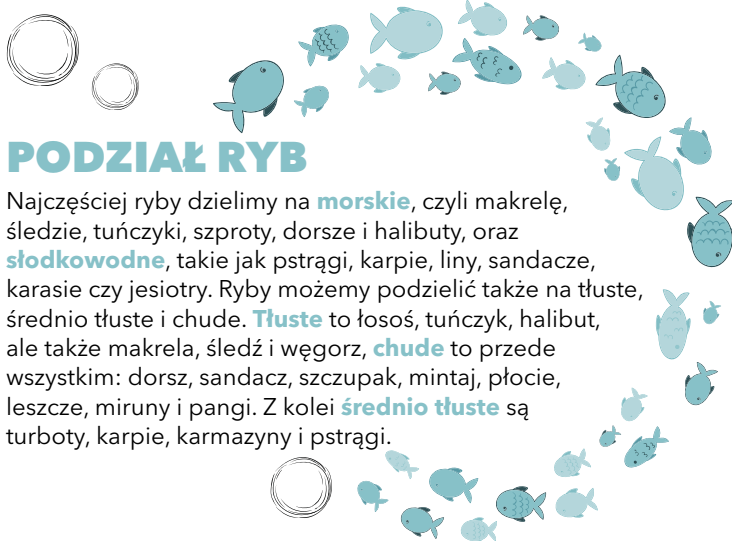 PODZIAŁ RYB
Najczęściej ryby dzielimy na morskie, czyli makrelę,
śledzie, tuńczyki, szproty, dorsze i halibuty, oraz
słodkowodne, takie jak pstrągi, karpie, liny, sandacze,
karasie czy jesiotry. Ryby możemy podzielić także na tłuste,
średnio tłuste i chude. Tłuste to łosoś, tuńczyk, halibut,
ale także makrela, śledź i węgorz, chude to przede
wszystkim: dorsz, sandacz, szczupak, mintaj, płocie,
leszcze, miruny i pangi. Z kolei średnio tłuste są
turboty, karpie, karmazyny i pstrągi.